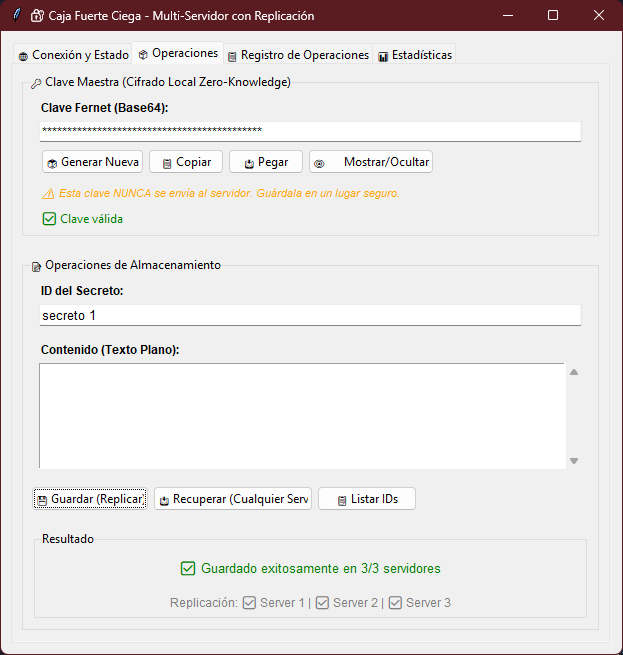 Caja Fuerte Ciega - Multi-Servidor con Replicación
Conexión y Estado Operaciones Registro de Operaciones Estadísticas
Clave Maestra (Cifrado Local Zero-Knowledge)
Clave Fernet (Base64):
********************************************
Generar Nueva Copiar Pegar Mostrar/Ocultar
Esta clave NUNCA se envía al servidor. Guárdala en un lugar seguro.
Clave válida
Operaciones de Almacenamiento
ID del Secreto:
secreto 1
Contenido (Texto Plano):
Guardar (Replicar) Recuperar (Cualquier Serv Listar IDs
Resultado
Guardado exitosamente en 3/3 servidores
Replicación: Server 1 | Server 2 | Server 3